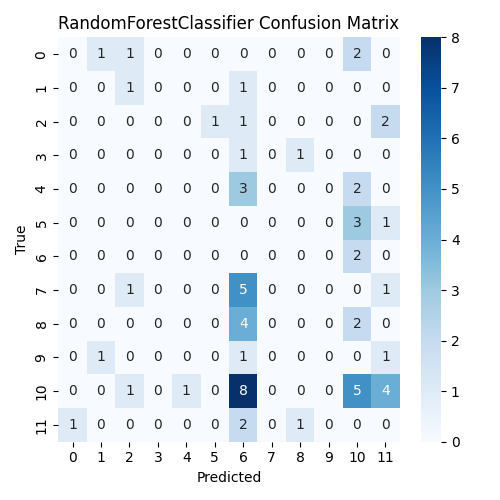 RandomForestClassifier Confusion Matrix
0 0 1 1 0 0 0 0 0 0 0 2 0
1 0 0 1 0 0 0 1 0 0 0 0 0
2 0 0 0 0 0 1 1 0 0 0 0 2
3 0 0 0 0 0 0 1 0 1 0 0 0
4 0 0 0 0 0 0 3 0 0 0 2 0
5 0 0 0 0 0 0 0 0 0 0 3 1
6 0 0 0 0 0 0 0 0 0 0 2 0
7 0 0 1 0 0 0 5 0 0 0 0 1
8 0 0 0 0 0 0 4 0 0 0 2 0
9 0 1 0 0 0 0 1 0 0 0 0 1
10 0 0 1 0 1 0 8 0 0 0 5 4
11 1 0 0 0 0 0 2 0 1 0 0 0
0 1 2 3 4 5 6 7 8 9 10 11
Predicted
True
8
7
6
5
4
3
2
1
0